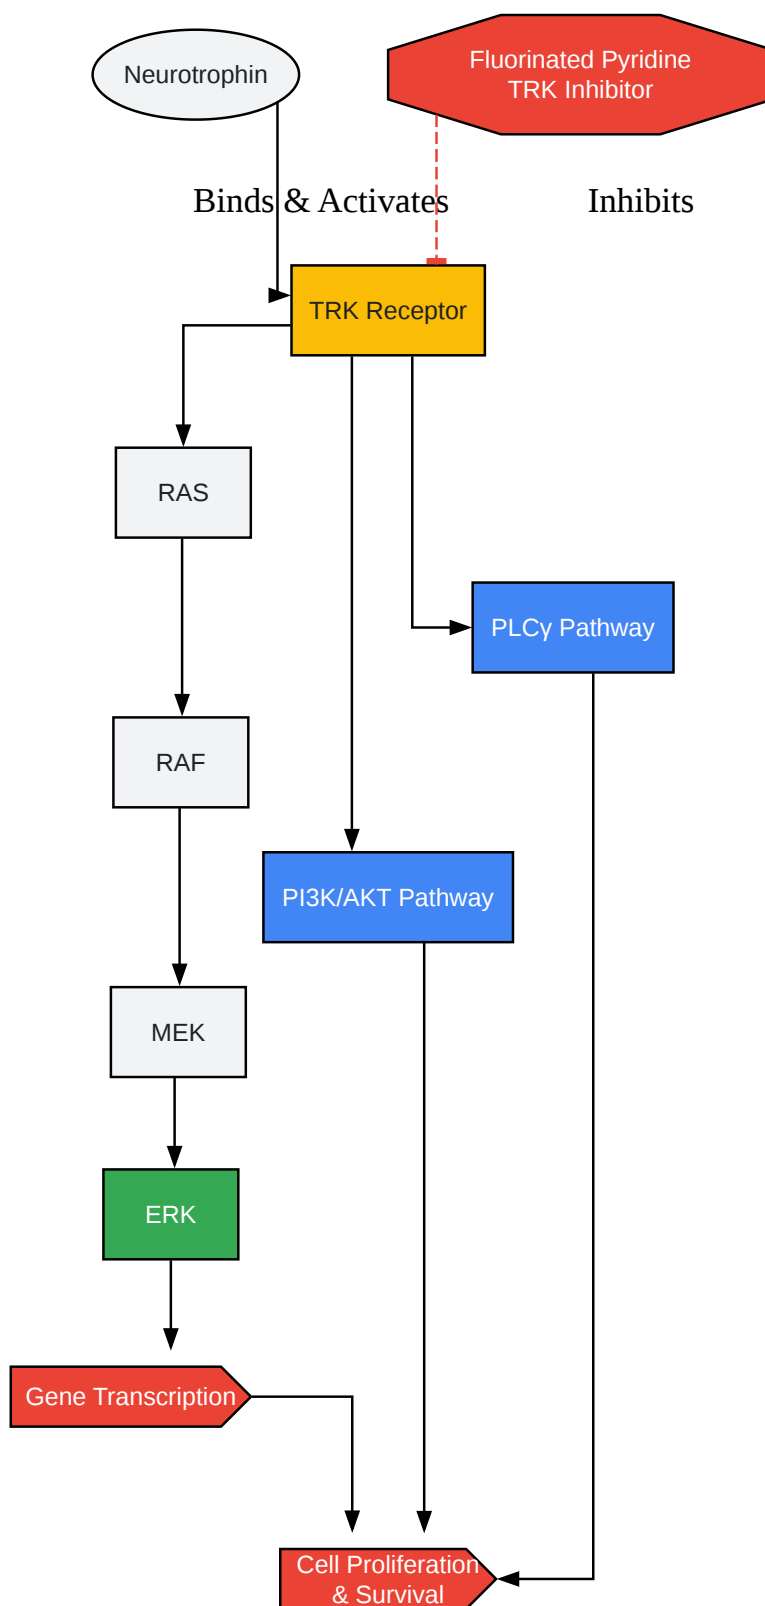 Neurotrophin
Fluorinated Pyridine
TRK Inhibitor
Binds & Activates
Inhibits
TRK Receptor
RAS
PLCγ Pathway
RAF
PI3K/AKT Pathway
MEK
ERK
Gene Transcription
Cell Proliferation
& Survival